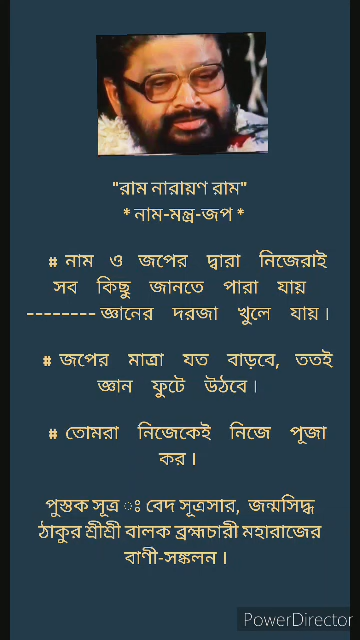 "রাম নারায়ণ রাম"
* নাম-মন্ত্র-জপ *
# নাম ও জপের দ্বারা নিজেরাই
সব কিছু জানতে পারা যায়
-------- জ্ঞানের দরজা খুলে যায়।
# জপের মাত্রা যত বাড়বে, ততই
জ্ঞান ফুটে উঠবে।
# তোমরা নিজেকেই নিজে পূজা
কর।
পুস্তক সূত্র ঃ বেদ সূত্রসার, জন্মসিদ্ধ
ঠাকুর শ্রীশ্রী বালক ব্রহ্মচারী মহারাজের
বাণী-সঙ্কলন।
PowerDirector